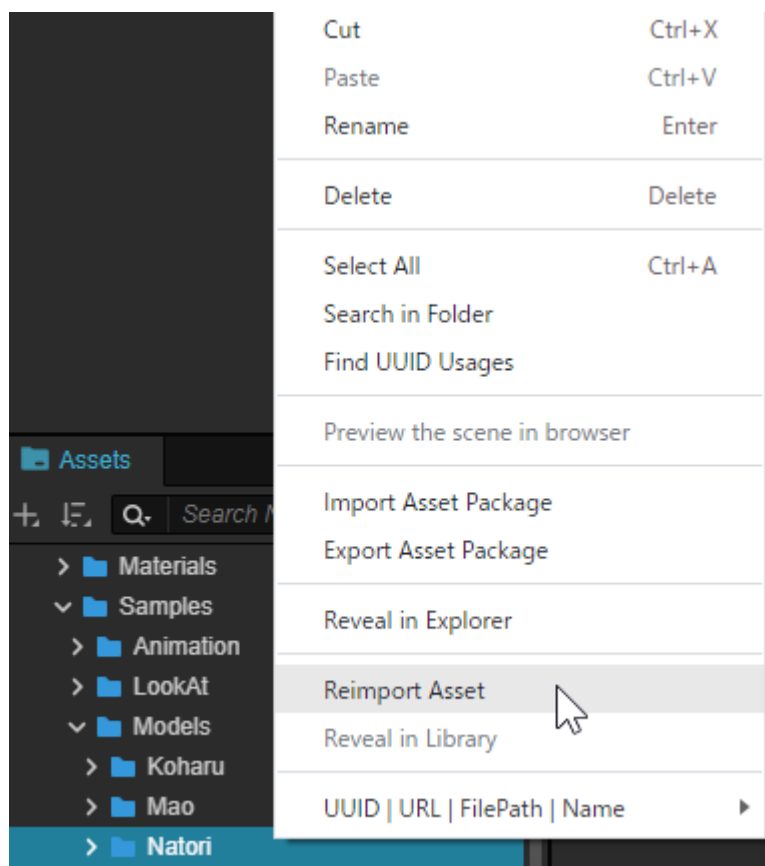 Cut Ctrl+X
Paste Ctrl+V
Rename Enter
Delete Delete
Select All Ctrl+A
Search in Folder
Find UUID Usages
Preview the scene in browser
Import Asset Package
Export Asset Package
Reveal in Explorer
Reimport Asset
Reveal in Library
UUID | URL | FilePath | Name
Assets
Search
Materials
Samples
Animation
LookAt
Models
Koharu
Mao
Natori